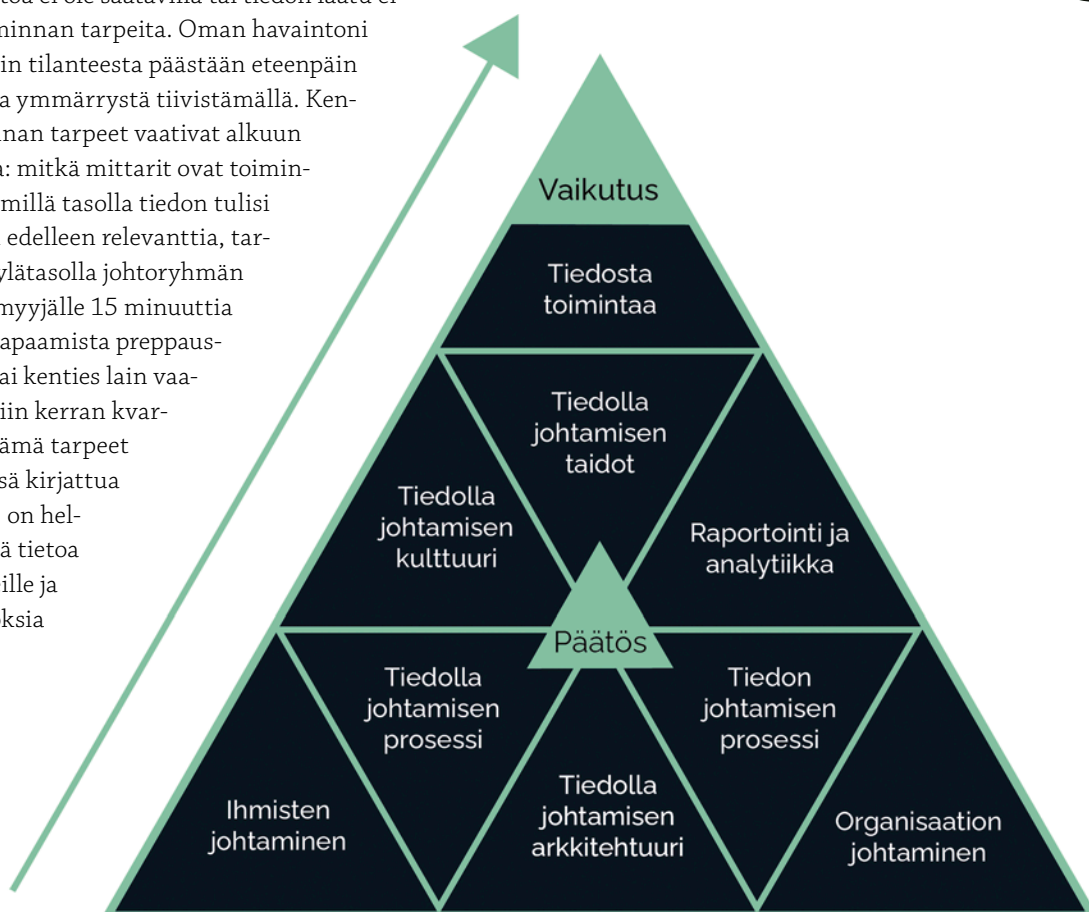 toa ei ole saatavilla tai tiedon laatu ei
minnan tarpeita. Oman havaintoni
in tilanteesta päästään eteenpäin
a ymmärrystä tiivistämällä. Ken-
nan tarpeet vaativat alkuun
a: mitkä mittarit ovat toimin-
millä tasolla tiedon tulisi
edelleen relevanttia, tar-
ylätasolla johtoryhmän
myyjälle 15 minuuttia
apaamista preppaus-
ai kenties lain vaa-
iin kerran kvar-
ämä tarpeet
sä kirjattua
on hel-
ä tietoa
ille ja
oksia
Vaikutus
Tiedosta
toimintaa
Tiedolla
johtamisen
taidot
Tiedolla
johtamisen
kulttuuri
Raportointi ja
analytiikka
Päätös
Tiedolla
johtamisen
prosessi
Tiedon
johtamisen
prosessi
Ihmisten
johtaminen
Tiedolla
johtamisen
arkkitehtuuri
Organisaation
johtaminen